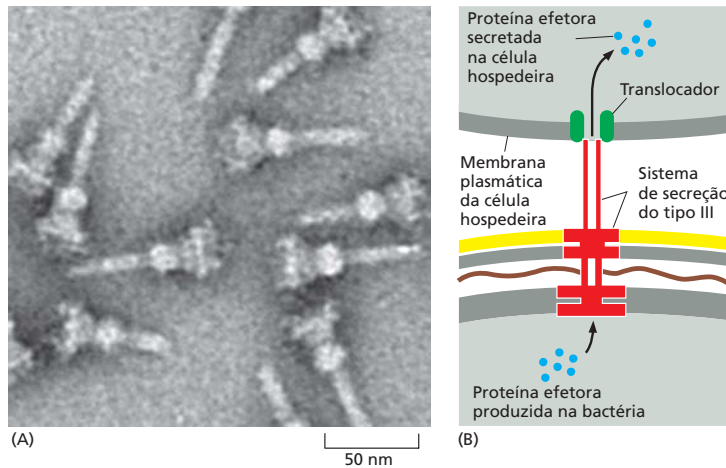 Proteína efetora
secretada
na célula
hospedeira
Translocador
Membrana
plasmática
da célula
hospedeira
Sistema
de secreção
do tipo III
Proteína efetora
produzida na bactéria
(A)
50 nm
(B)